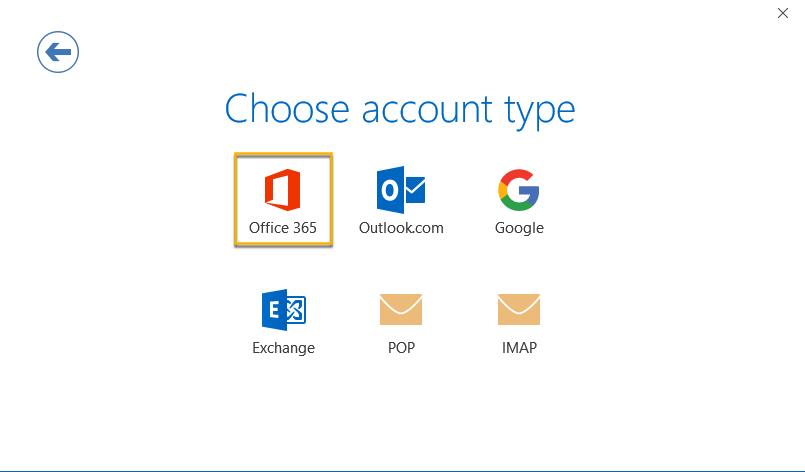 Choose account type
Office 365
Outlook.com
Google
Exchange
POP
IMAP